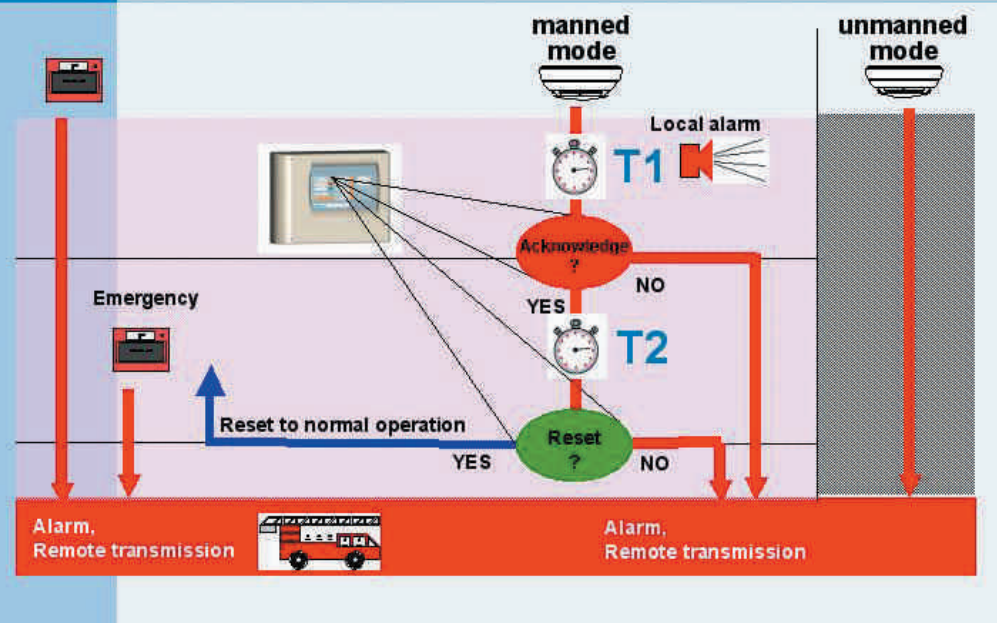 manned
mode
unmanned
mode
Local alarm
T1
Acknowledge
?
NO
YES
Emergency
T2
Reset to normal operation
Reset
?
YES
NO
Alarm,
Remote transmission
Alarm,
Remote transmission